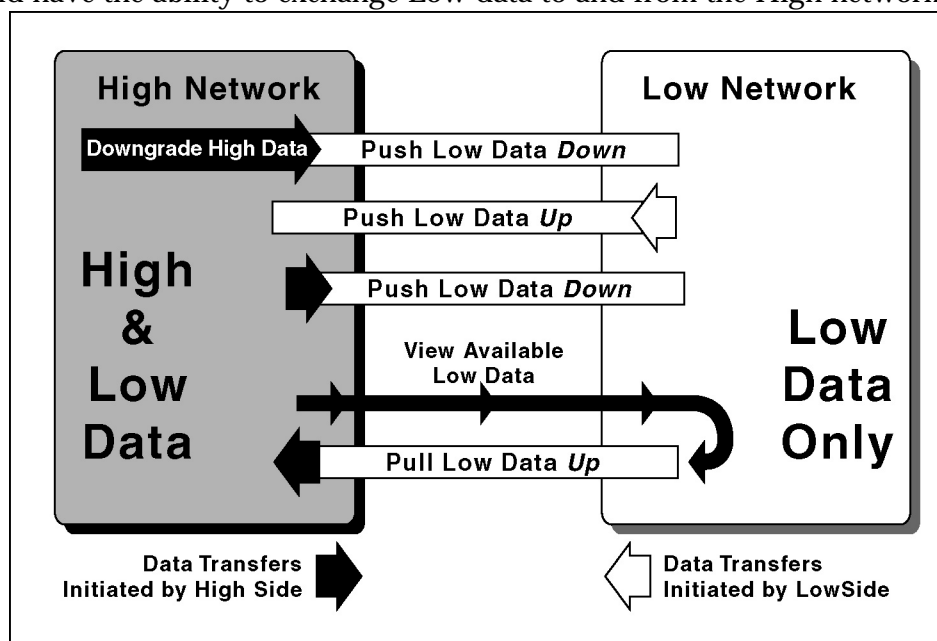 rd have the ability to exchange Low data to and from the High network
High Network
Low Network
Downgrade High Data
Push Low Data Down
Push Low Data Up
Push Low Data Down
High
&
Low
Data
View Available
Low Data
Low
Data
Only
Pull Low Data Up
Data Transfers
Initiated by High Side
Data Transfers
Initiated by LowSide